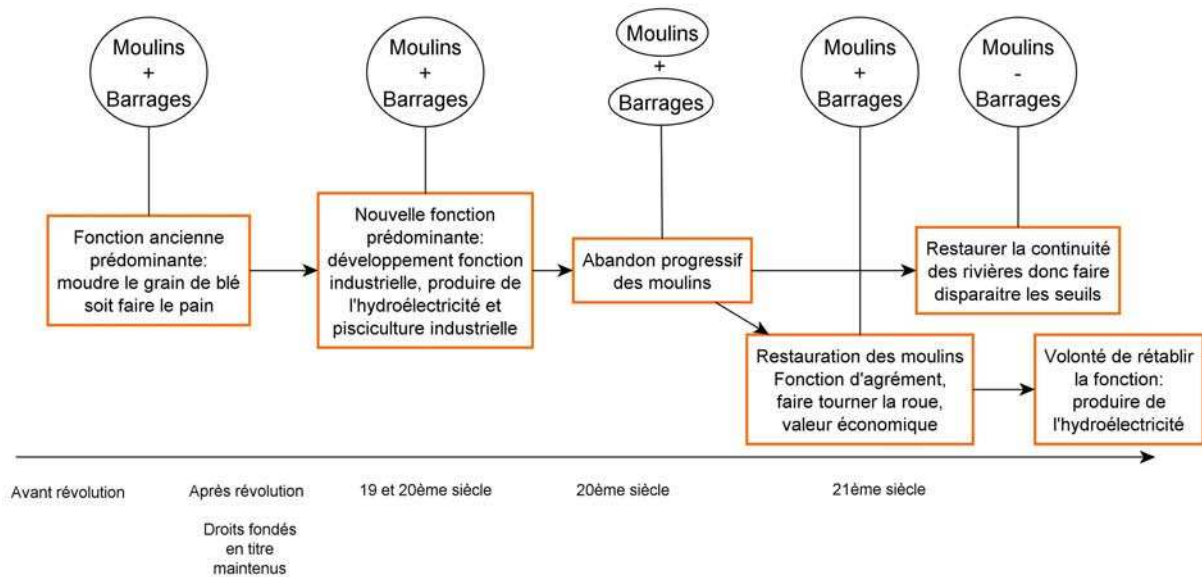 Moulins
+
Barrages
Moulins
+
Barrages
Moulins
+
Barrages
Moulins
+
Barrages
Moulins
-
Barrages
Fonction ancienne
prédominante:
moudre le grain de blé
soit faire le pain
Nouvelle fonction
prédominante:
développement fonction
industrielle, produire de
l'hydroélectricité et
pisciculture industrielle
Abandon progressif
des moulins
Restaurer la continuité
des rivières donc faire
disparaitre les seuils
Restauration des moulins
Fonction d'agrément,
faire tourner la roue,
valeur économique
Volonté de rétablir
la fonction:
produire de
l'hydroélectricité
Avant révolution
Après révolution
19 et 20ème siècle
20ème siècle
21ème siècle
Droits fondés
en titre
maintenus